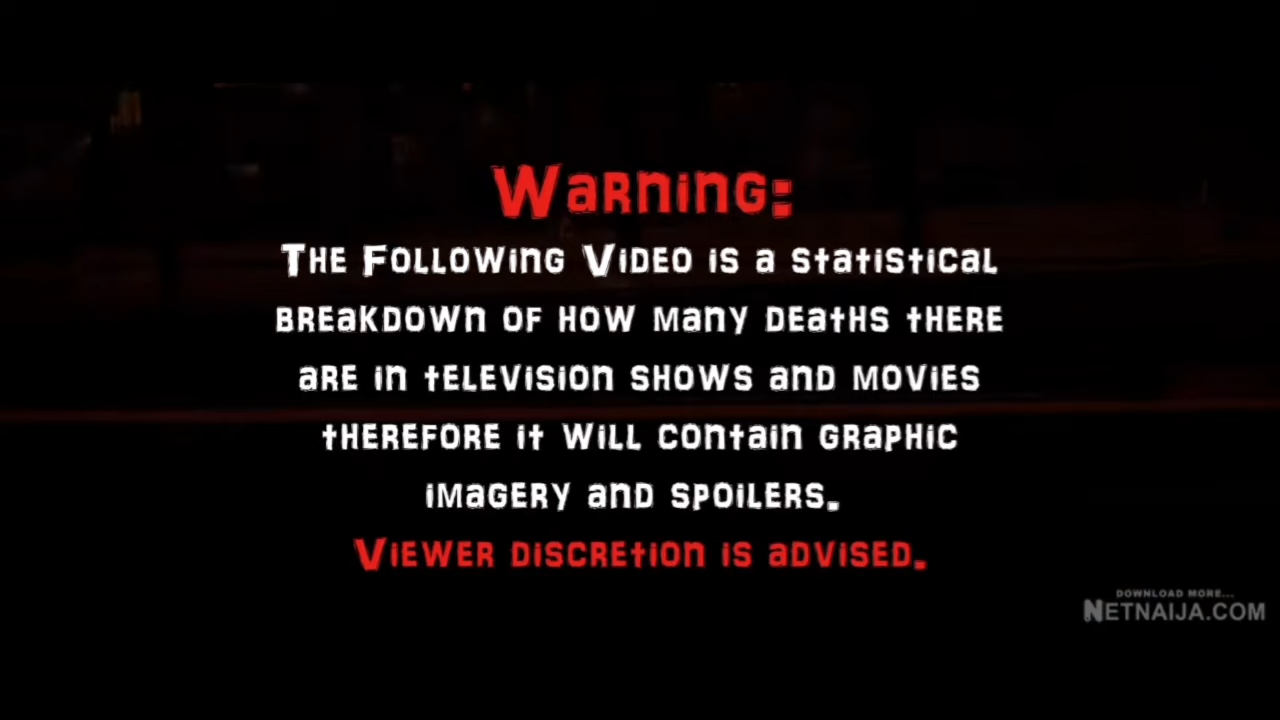 Warning:
The Following Video is a statistical
breakdown of how many deaths there
are in television shows and movies
therefore it will contain graphic
imagery and spoilers.
Viewer discretion is advised.
DOWNLOAD MORE...
NETNAIJA.COM